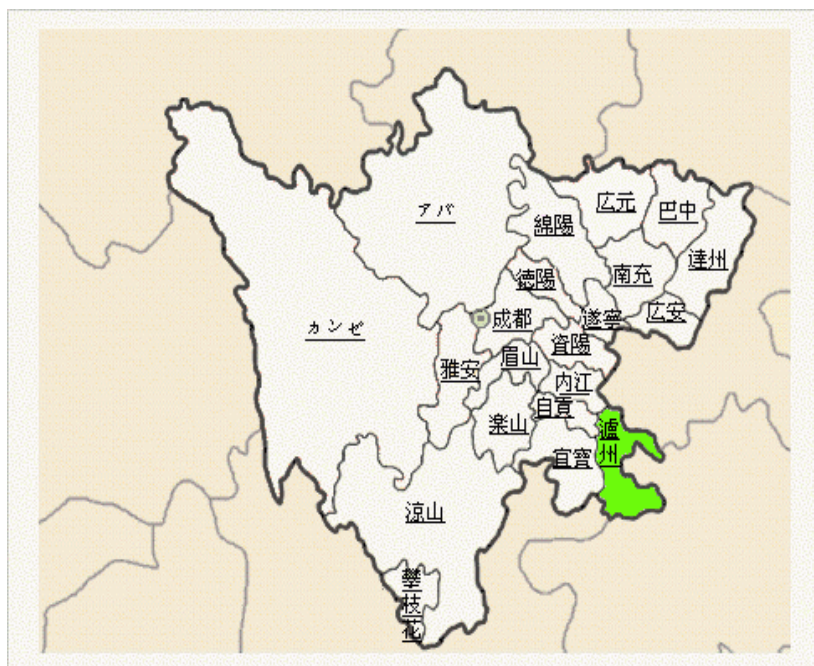 広元
巴中
アバ
綿陽
達州
徳陽
南充
広安
成都
遂寧
カンゼ
資陽
眉山
雅安
内江
自貢
楽山
瀘州
宜賓
涼山
攀枝花